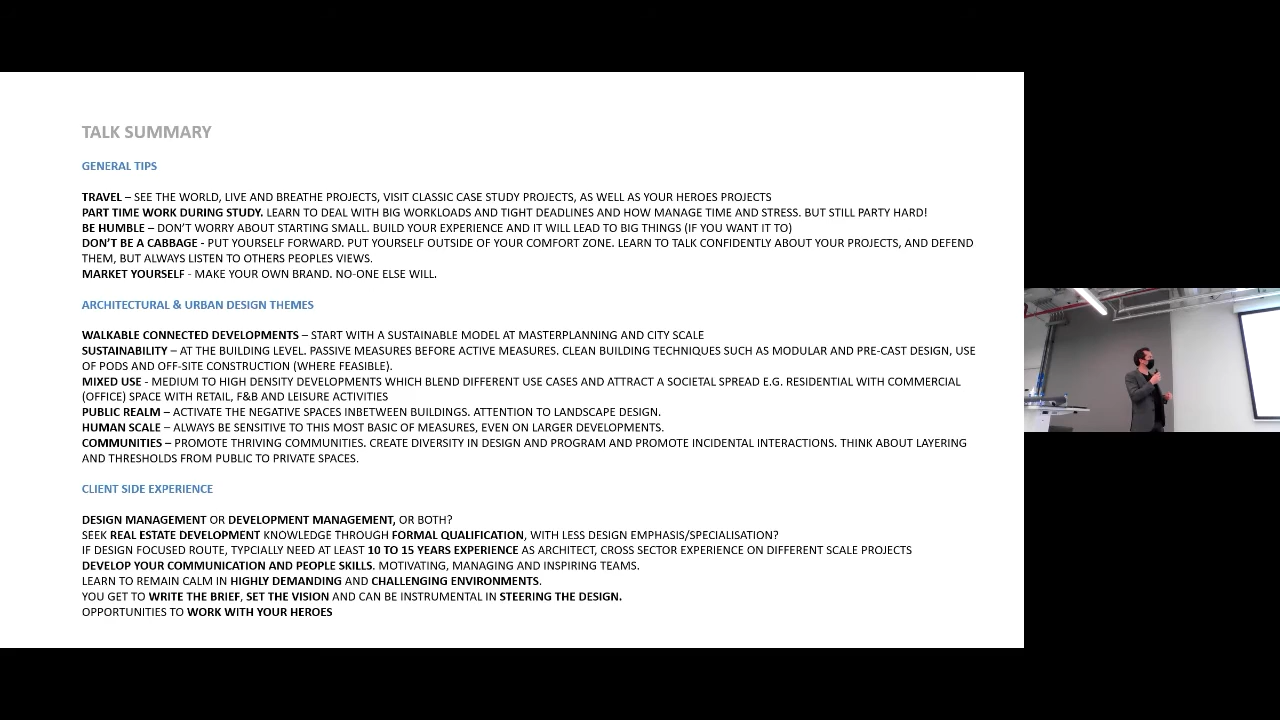 TALK SUMMARY
GENERAL TIPS
TRAVEL – SEE THE WORLD, LIVE AND BREATHE PROJECTS, VISIT CLASSIC CASE STUDY PROJECTS, AS WELL AS YOUR HEROES PROJECTS
PART TIME WORK DURING STUDY. LEARN TO DEAL WITH BIG WORKLOADS AND TIGHT DEADLINES AND HOW MANAGE TIME AND STRESS. BUT STILL PARTY HARD!
BE HUMBLE – DON'T WORRY ABOUT STARTING SMALL. BUILD YOUR EXPERIENCE AND IT WILL LEAD TO BIG THINGS (IF YOU WANT IT TO)
DON'T BE A CABBAGE - PUT YOURSELF FORWARD. PUT YOURSELF OUTSIDE OF YOUR COMFORT ZONE. LEARN TO TALK CONFIDENTLY ABOUT YOUR PROJECTS, AND DEFEND
THEM, BUT ALWAYS LISTEN TO OTHERS PEOPLES VIEWS.
MARKET YOURSELF - MAKE YOUR OWN BRAND. NO-ONE ELSE WILL.
ARCHITECTURAL & URBAN DESIGN THEMES
WALKABLE CONNECTED DEVELOPMENTS – START WITH A SUSTAINABLE MODEL AT MASTERPLANNING AND CITY SCALE
SUSTAINABILITY – AT THE BUILDING LEVEL. PASSIVE MEASURES BEFORE ACTIVE MEASURES. CLEAN BUILDING TECHNIQUES SUCH AS MODULAR AND PRE-CAST DESIGN, USE
OF PODS AND OFF-SITE CONSTRUCTION (WHERE FEASIBLE).
MIXED USE - MEDIUM TO HIGH DENSITY DEVELOPMENTS WHICH BLEND DIFFERENT USE CASES AND ATTRACT A SOCIETAL SPREAD E.G. RESIDENTIAL WITH COMMERCIAL
(OFFICE) SPACE WITH RETAIL, F&B AND LEISURE ACTIVITIES
PUBLIC REALM – ACTIVATE THE NEGATIVE SPACES INBETWEEN BUILDINGS. ATTENTION TO LANDSCAPE DESIGN.
HUMAN SCALE – ALWAYS BE SENSITIVE TO THIS MOST BASIC OF MEASURES, EVEN ON LARGER DEVELOPMENTS.
COMMUNITIES – PROMOTE THRIVING COMMUNITIES. CREATE DIVERSITY IN DESIGN AND PROGRAM AND PROMOTE INCIDENTAL INTERACTIONS. THINK ABOUT LAYERING
AND THRESHOLDS FROM PUBLIC TO PRIVATE SPACES.
CLIENT SIDE EXPERIENCE
DESIGN MANAGEMENT OR DEVELOPMENT MANAGEMENT, OR BOTH?
SEEK REAL ESTATE DEVELOPMENT KNOWLEDGE THROUGH FORMAL QUALIFICATION, WITH LESS DESIGN EMPHASIS/SPECIALISATION?
IF DESIGN FOCUSED ROUTE, TYPCIALLY NEED AT LEAST 10 TO 15 YEARS EXPERIENCE AS ARCHITECT, CROSS SECTOR EXPERIENCE ON DIFFERENT SCALE PROJECTS
DEVELOP YOUR COMMUNICATION AND PEOPLE SKILLS. MOTIVATING, MANAGING AND INSPIRING TEAMS.
LEARN TO REMAIN CALM IN HIGHLY DEMANDING AND CHALLENGING ENVIRONMENTS.
YOU GET TO WRITE THE BRIEF, SET THE VISION AND CAN BE INSTRUMENTAL IN STEERING THE DESIGN.
OPPORTUNITIES TO WORK WITH YOUR HEROES